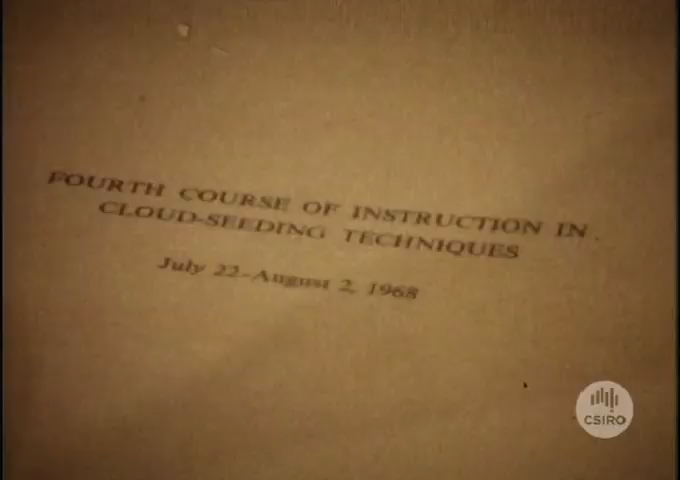 FOURTH COURSE OF INSTRUCTION IN
CLOUD-SEEDING TECHNIQUES
July 22-August 2, 1968
CSIRO